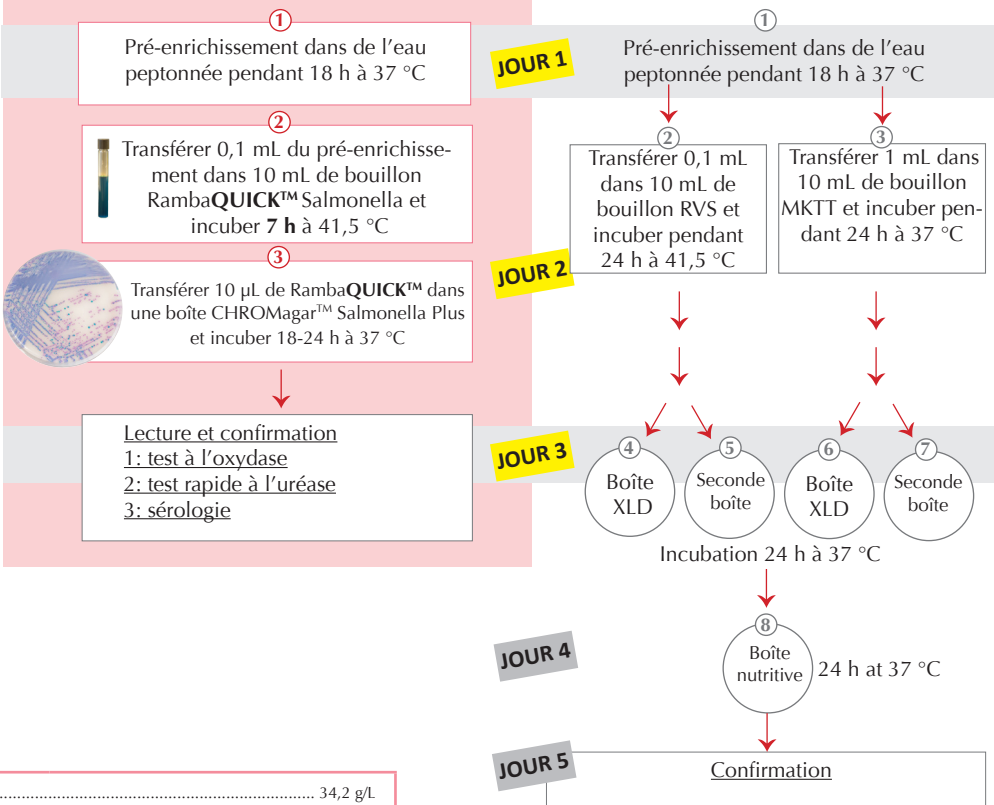 1
Pré-enrichissement dans de l'eau
peptonnée pendant 18 h à 37 °C
2
Transférer 0,1 mL du pré-enrichisse-
ment dans 10 mL de bouillon
RambaQUICK™ Salmonella et
incuber 7 h à 41,5 °C
3
Transférer 10 µL de RambaQUICK™ dans
une boîte CHROMagar™ Salmonella Plus
et incuber 18-24 h à 37 °C
Lecture et confirmation
1: test à l'oxydase
2: test rapide à l'uréase
3: sérologie
JOUR 1
1
Pré-enrichissement dans de l'eau
peptonnée pendant 18 h à 37 °C
JOUR 2
2
Transférer 0,1 mL
dans 10 mL de
bouillon RVS et
incuber pendant
24 h à 41,5 °C
3
Transférer 1 mL dans
10 mL de bouillon
MKTT et incuber pen-
dant 24 h à 37 °C
JOUR 3
4
Boîte
XLD
5
Seconde
boîte
6
Boîte
XLD
7
Seconde
boîte
Incubation 24 h à 37 °C
JOUR 4
8
Boîte
nutritive
24 h at 37 °C
JOUR 5
Confirmation
34,2 g/L